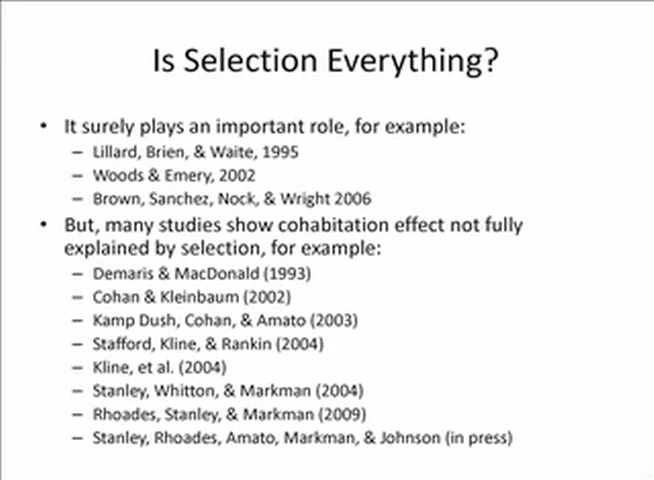 Is Selection Everything?
• It surely plays an important role, for example:
– Lillard, Brien, & Waite, 1995
– Woods & Emery, 2002
– Brown, Sanchez, Nock, & Wright 2006
• But, many studies show cohabitation effect not fully
explained by selection, for example:
– Demaris & MacDonald (1993)
– Cohan & Kleinbaum (2002)
– Kamp Dush, Cohan, & Amato (2003)
– Stafford, Kline, & Rankin (2004)
– Kline, et al. (2004)
– Stanley, Whitton, & Markman (2004)
– Rhoades, Stanley, & Markman (2009)
– Stanley, Rhoades, Amato, Markman, & Johnson (in press)